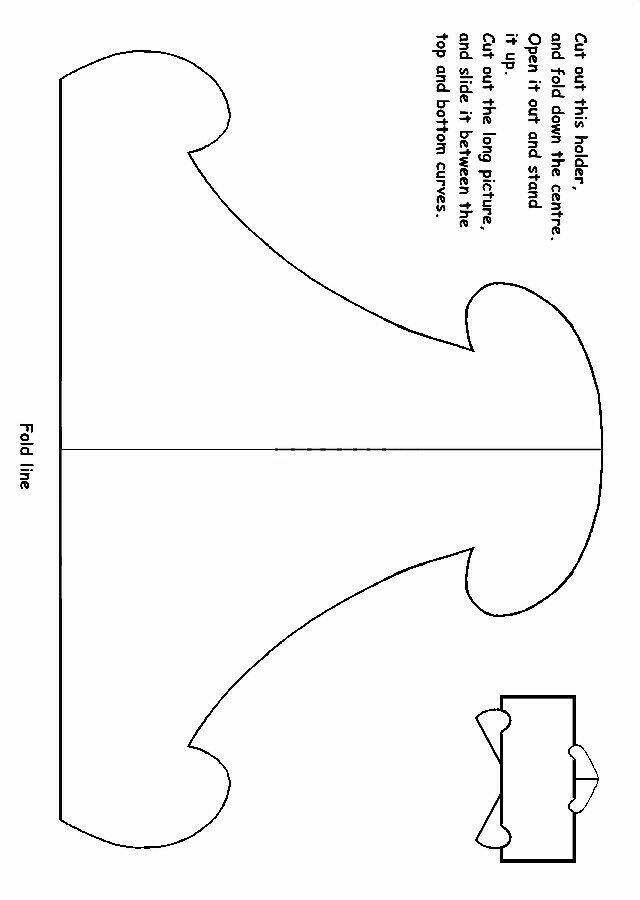 Cut out this holder,
and fold down the centre.
Open it out and stand
it up.
Cut out the long picture,
and slide it between the
top and bottom curves.
Fold line